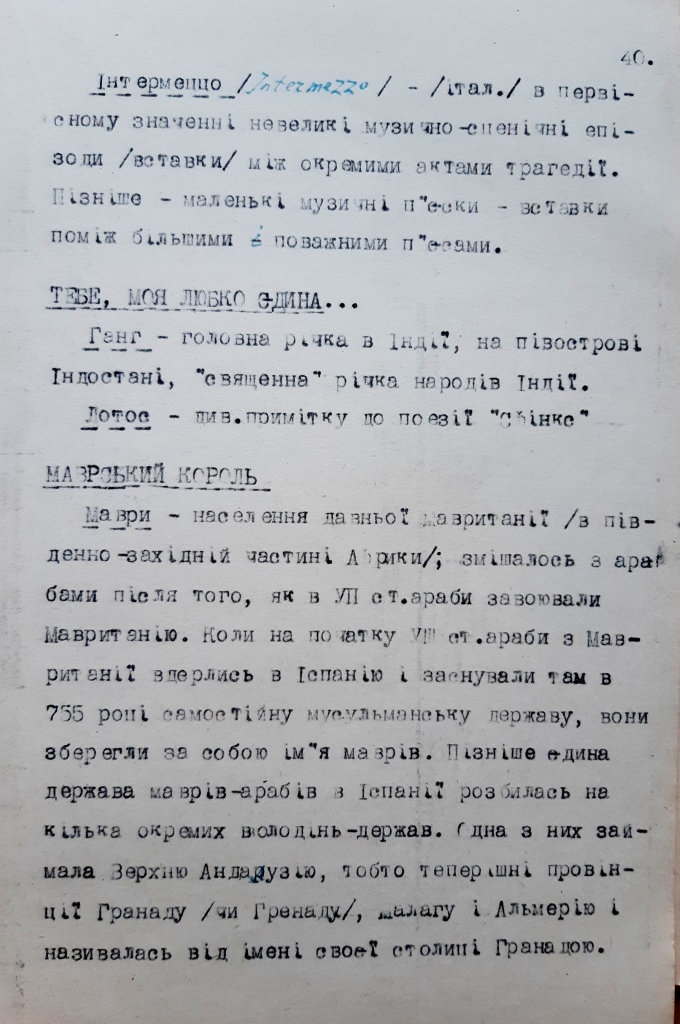 40.
Інтермеццо /Intermezzo/ - /італ./ в перві-
сному значенні невеликі музично-сценічні епі-
зоди /вставки/ між окремими актами трагедії.
Пізніше - маленькі музичні п"єски - вставки
поміж більшими і поважними п"єсами.
ТЕБЕ, МОЯ ЛЮБКО ЄДИНА...
Ганг - головна річка в Індії, на півострові
Індостані, "священна" річка народів Індії.
Лотос - див.примітку до поезії "Сфінкс"
МАВРСЬКИЙ КОРОЛЬ
Маври - населення давньої Мавританії /в пів-
денно-західній частині Африки/; змішалось з ара-
бами після того, як в УП ст.араби завоювали
Мавританію. Коли на початку УШ ст.араби з Мав-
ританії вдерлись в Іспанію і заснували там в
755 році самостійну мусульманську державу, вони
зберегли за собою ім"я маврів. Пізніше єдина
держава маврів-арабів в Іспанії розбилась на
кілька окремих володінь-держав. Одна з них зай-
мала Верхню Андалузію, тобто теперішні провін-
ції Гранаду /чи Гренаду/, Малагу і Альмерію і
називалась від імені своєї столиці Гранадою.